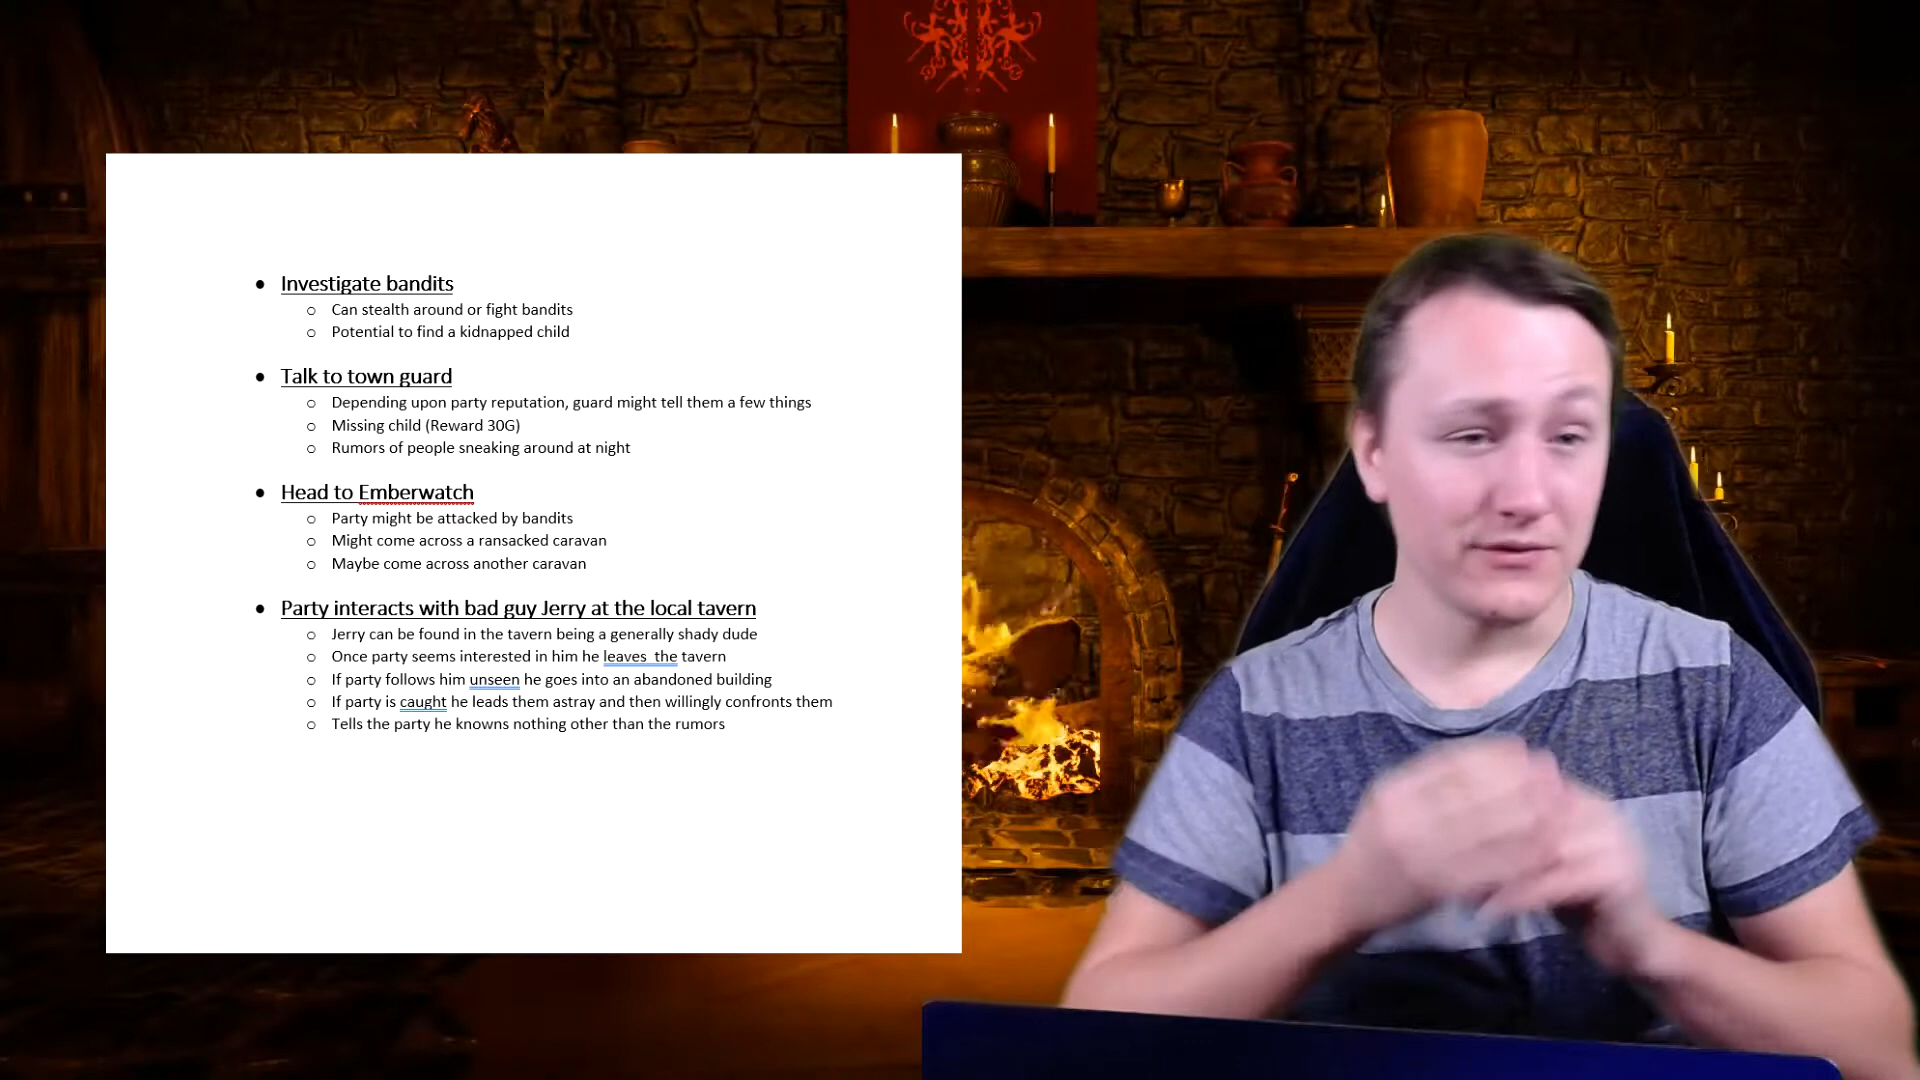 Investigate bandits
Can stealth around or fight bandits
Potential to find a kidnapped child
Talk to town guard
Depending upon party reputation, guard might tell them a few things
Missing child (Reward 30G)
Rumors of people sneaking around at night
Head to Emberwatch
Party might be attacked by bandits
Might come across a ransacked caravan
Maybe come across another caravan
Party interacts with bad guy Jerry at the local tavern
Jerry can be found in the tavern being a generally shady dude
Once party seems interested in him he leaves  the tavern
If party follows him unseen he goes into an abandoned building
If party is caught he leads them astray and then willingly confronts them
Tells the party he knowns nothing other than the rumors